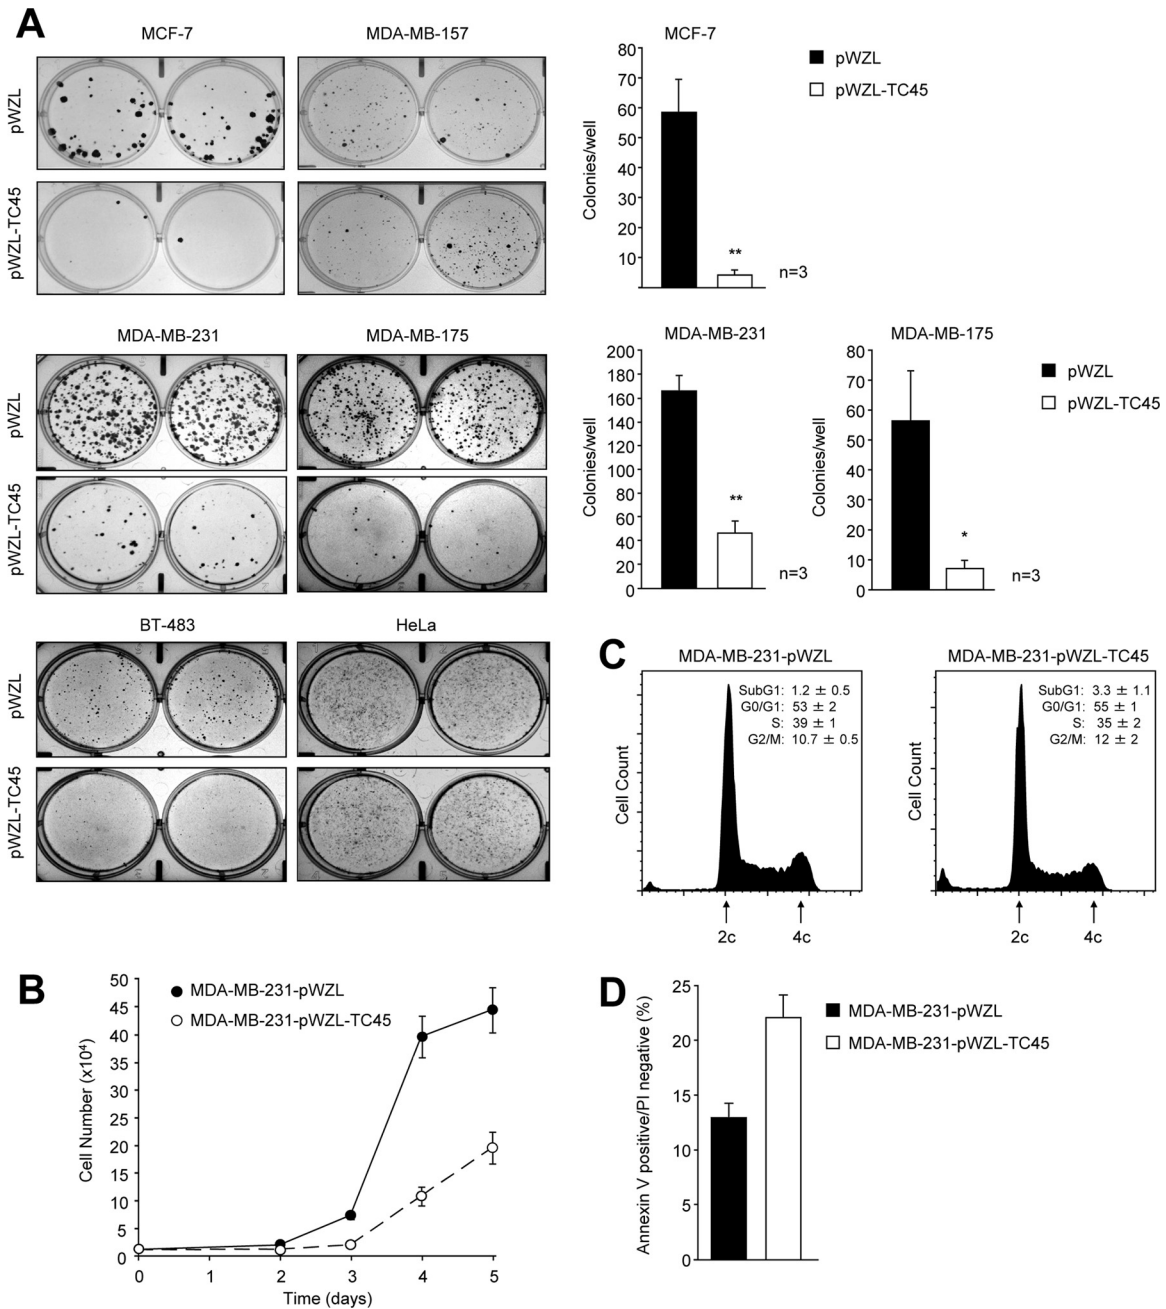 A
MCF-7
MDA-MB-157
pWZL
pWZL-TC45
MCF-7
80
70
60
50
40
30
20
10
Colonies/well
**
n=3
pWZL
pWZL-TC45
MDA-MB-231
MDA-MB-175
pWZL
pWZL-TC45
MDA-MB-231
200
180
160
140
120
100
80
60
40
20
0
Colonies/well
**
n=3
MDA-MB-175
80
70
60
50
40
30
20
10
0
Colonies/well
*
n=3
pWZL
pWZL-TC45
BT-483
HeLa
pWZL
pWZL-TC45
C
MDA-MB-231-pWZL
SubG1: 1.2 ± 0.5
G0/G1: 53 ± 2
S: 39 ± 1
G2/M: 10.7 ± 0.5
Cell Count
2c
4c
MDA-MB-231-pWZL-TC45
SubG1: 3.3 ± 1.1
G0/G1: 55 ± 1
S: 35 ± 2
G2/M: 12 ± 2
Cell Count
2c
4c
B
MDA-MB-231-pWZL
MDA-MB-231-pWZL-TC45
50
45
40
35
30
25
20
15
10
5
0
Cell Number (x10⁴)
0 1 2 3 4 5
Time (days)
D
25
20
15
10
5
0
Annexin V positive/PI negative (%)
MDA-MB-231-pWZL
MDA-MB-231-pWZL-TC45